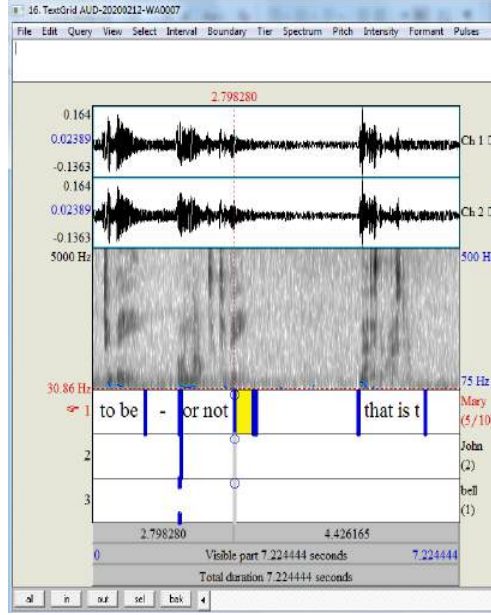 16. TextGrid AUD-20200212-WA0007
File Edit Query View Select Interval Boundary Tier Spectrum Pitch Intensity Formant Pulses
2.798280
0.164
0.02389
-0.1363
Ch 1
0.164
0.02389
-0.1363
Ch 2
5000 Hz
500 H
30.86 Hz
75 Hz
1 to be - or not that is t Mary
(5/10
2 John
(2)
3 bell
(1)
2.798280 4.426165
0 Visible part 7.224444 seconds 7.224444
Total duration 7.224444 seconds
all in out sel bak